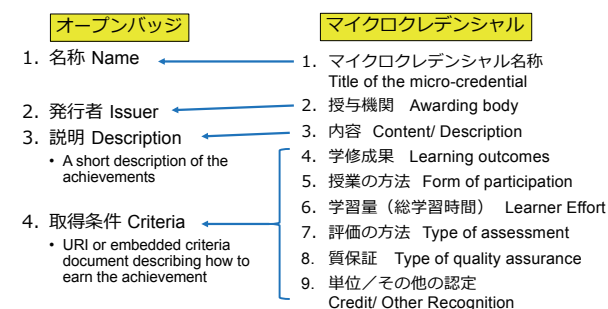 オープンバッジ
1. 名称 Name
2. 発行者 Issuer
3. 説明 Description
• A short description of the
achievements
4. 取得条件 Criteria
• URI or embedded criteria
document describing how to
earn the achievement
マイクロクレデンシャル
1. マイクロクレデンシャル名称
Title of the micro-credential
2. 授与機関 Awarding body
3. 内容 Content/ Description
4. 学修成果 Learning outcomes
5. 授業の方法 Form of participation
6. 学習量（総学習時間） Learner Effort
7. 評価の方法 Type of assessment
8. 質保証 Type of quality assurance
9. 単位／その他の認定
Credit/ Other Recognition